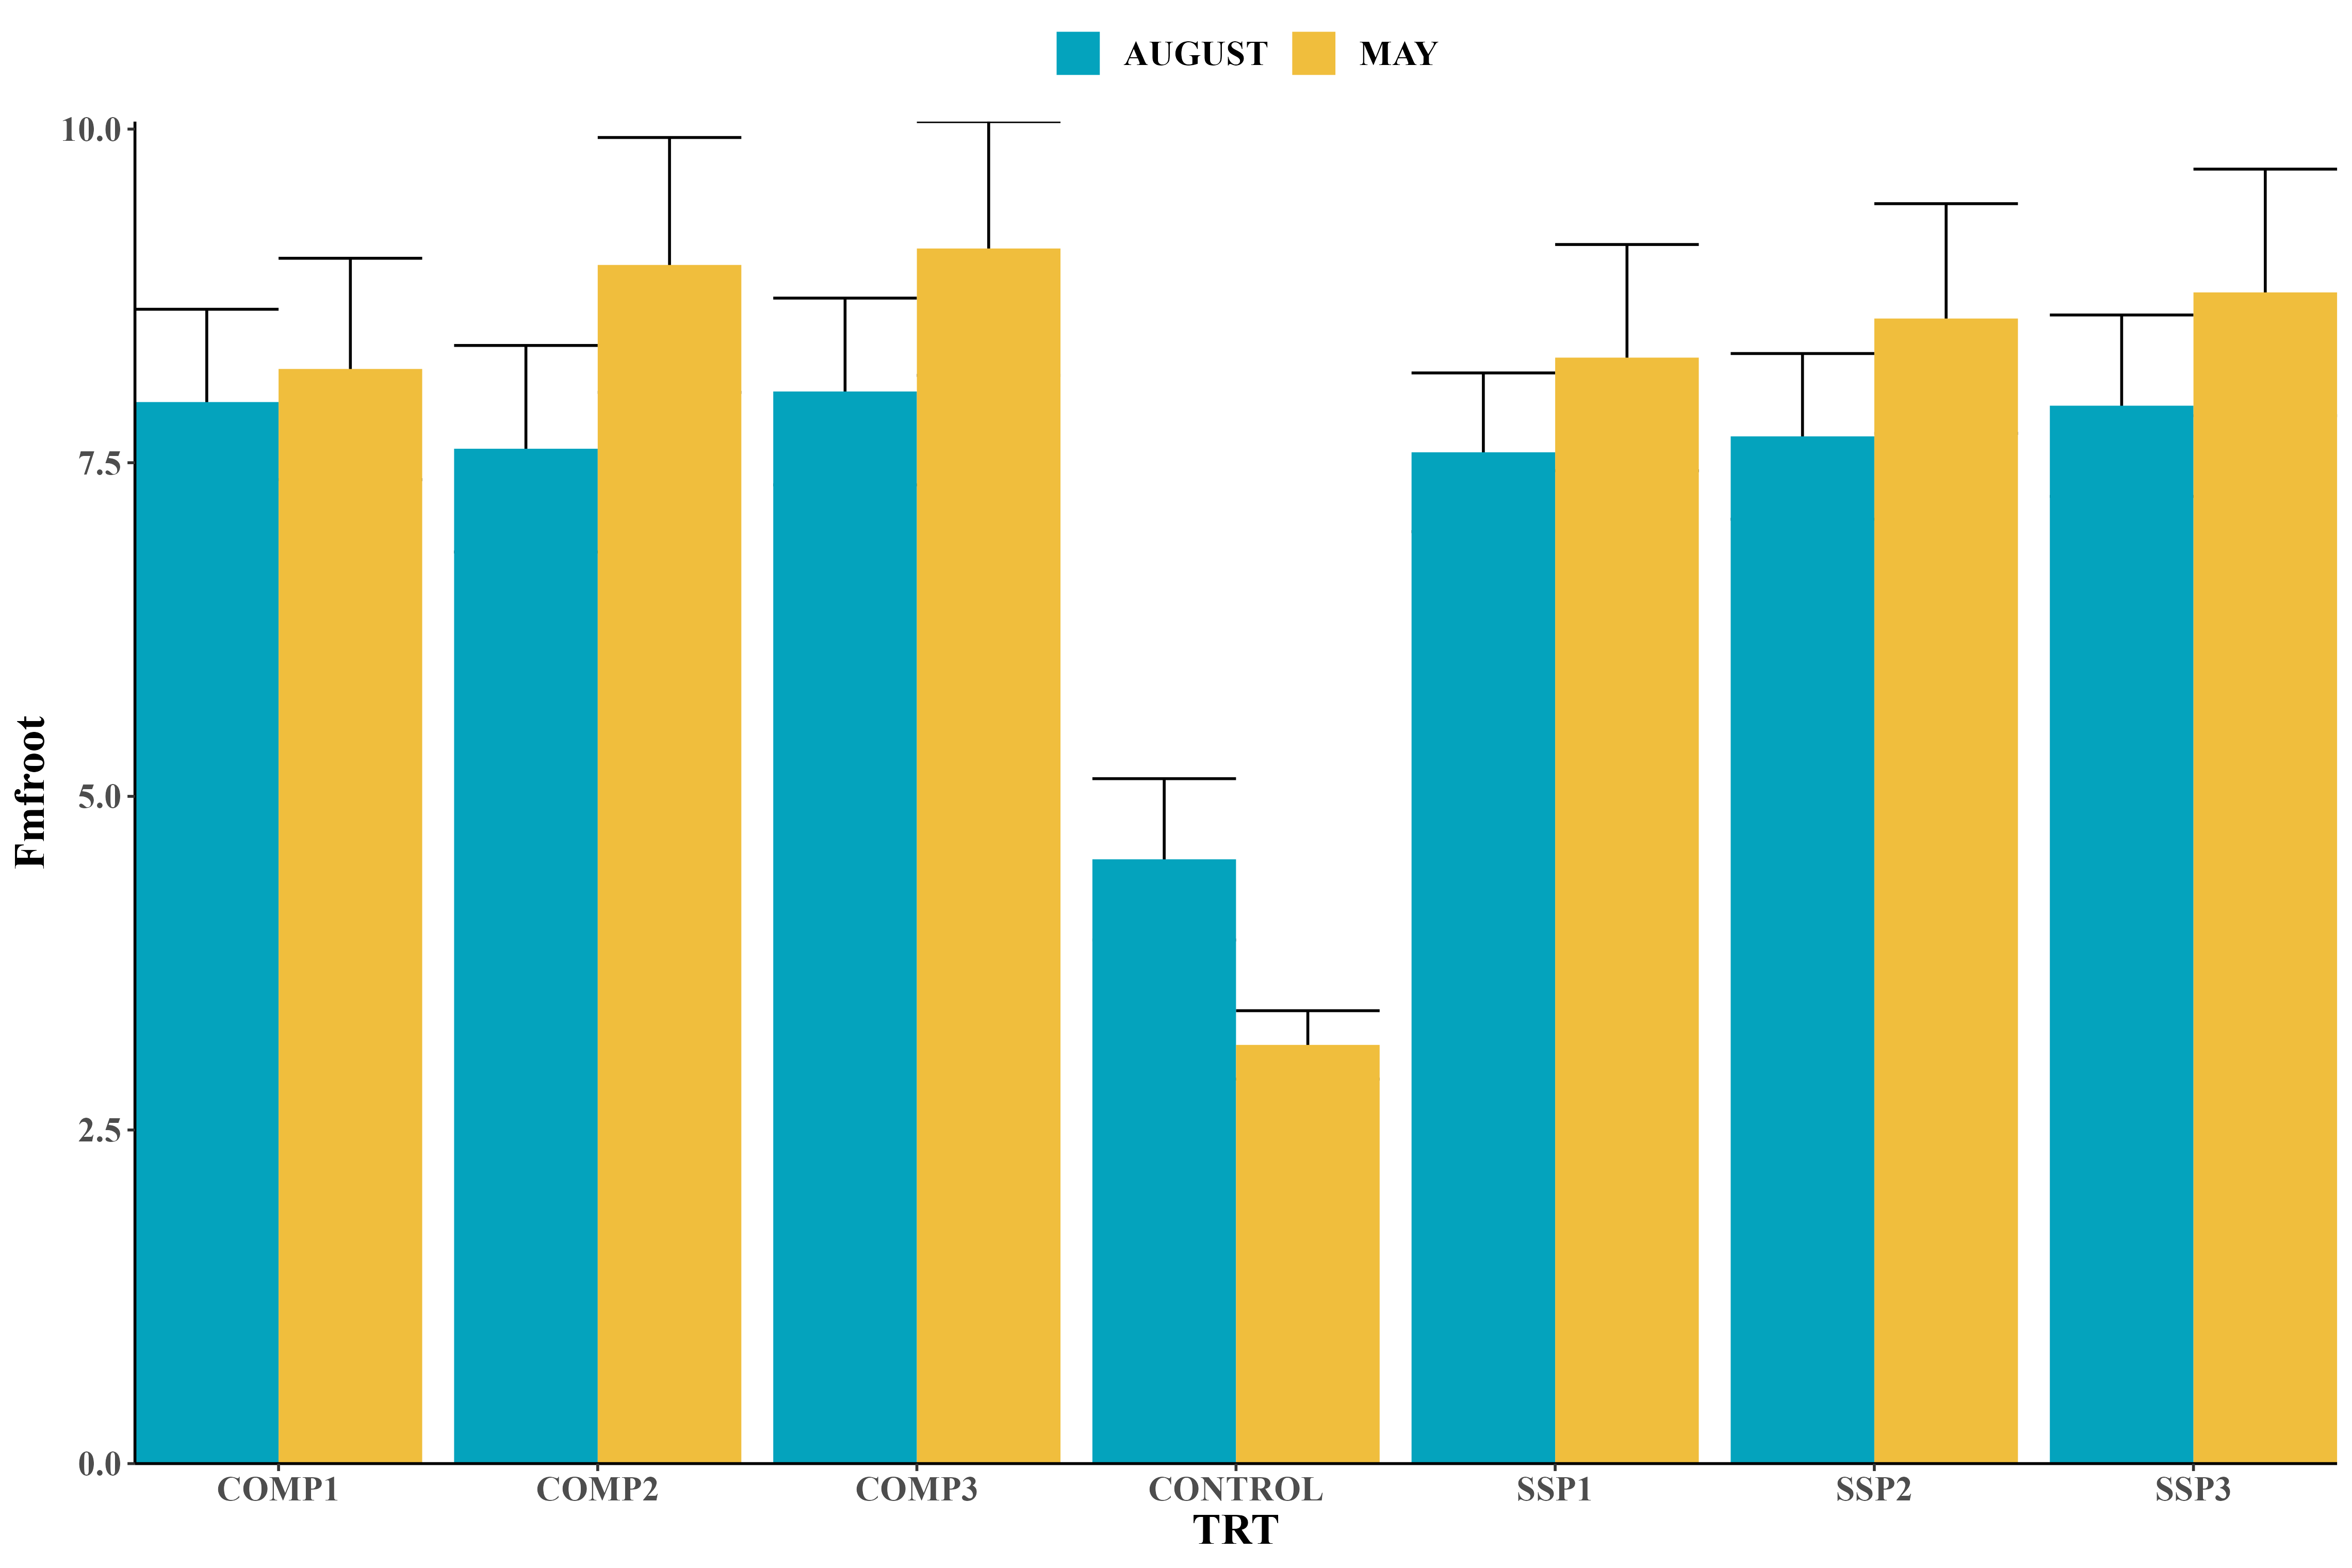 AUGUST MAY
10.0
7.5
5.0
2.5
0.0
Fmfroot
COMP1 COMP2 COMP3 CONTROL SSP1 SSP2 SSP3
TRT